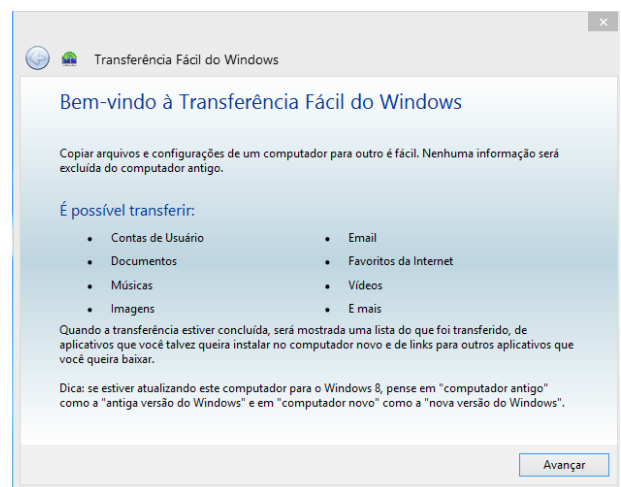 Transferência Fácil do Windows
Bem-vindo à Transferência Fácil do Windows
Copiar arquivos e configurações de um computador para outro é fácil. Nenhuma informação será
excluída do computador antigo.
É possível transferir:
• Contas de Usuário
• Documentos
• Músicas
• Imagens
• Email
• Favoritos da Internet
• Vídeos
• E mais
Quando a transferência estiver concluída, será mostrada uma lista do que foi transferido, de
aplicativos que você talvez queira instalar no computador novo e de links para outros aplicativos que
você queira baixar.
Dica: se estiver atualizando este computador para o Windows 8, pense em "computador antigo"
como a "antiga versão do Windows" e em "computador novo" como a "nova versão do Windows".
Avançar